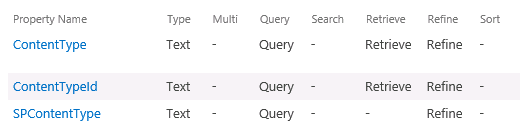 Property Name Type Multi Query Search Retrieve Refine Sort
ContentType Text - Query - Retrieve Refine -
ContentTypeId Text - Query - Retrieve Refine -
SPContentType Text - Query - - Refine -